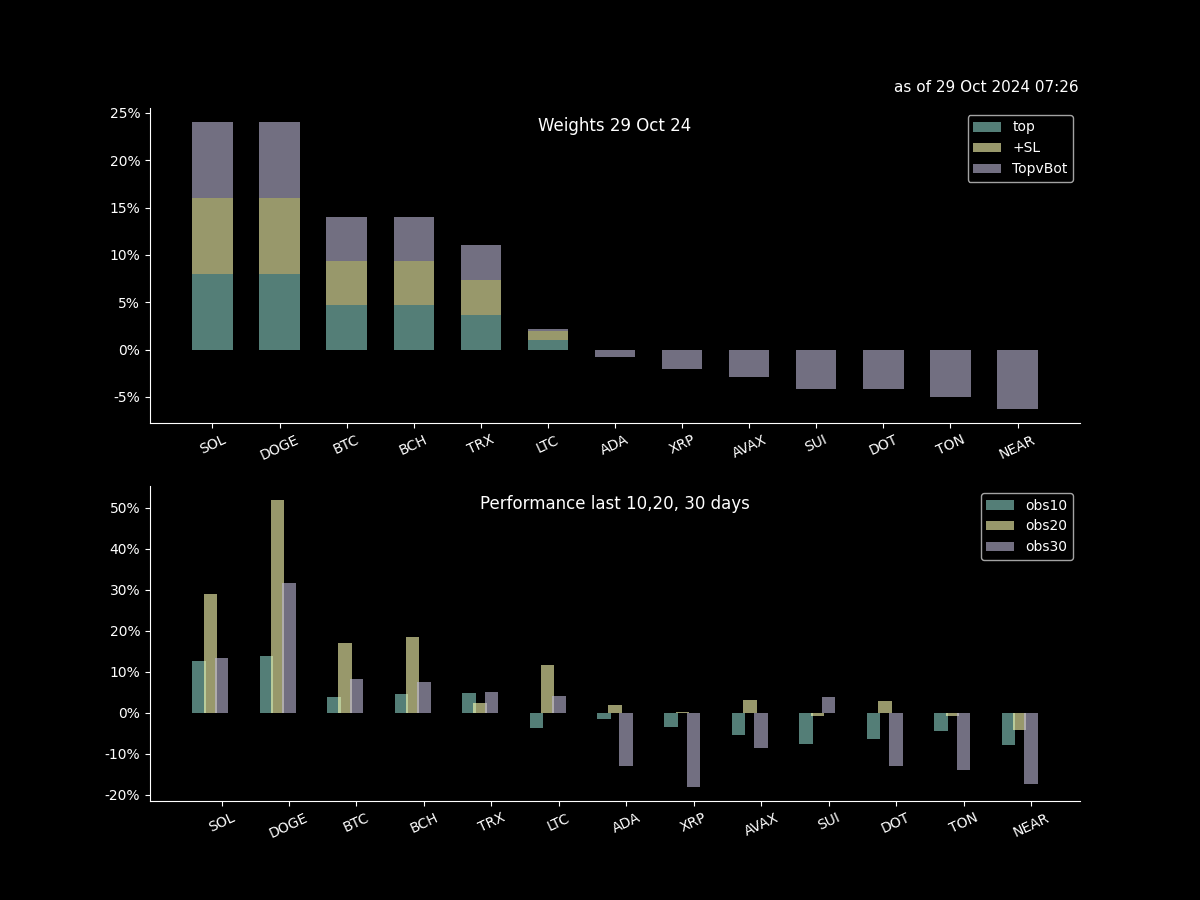 as of 29 Oct 2024 07:26
Weights 29 Oct 24
top
+SL
TopvBot
25%
20%
15%
10%
5%
0%
-5%
SOL DOGE BTC BCH TRX LTC ADA XRP AVAX SUI DOT TON NEAR
Performance last 10,20, 30 days
obs10
obs20
obs30
50%
40%
30%
20%
10%
0%
-10%
-20%
SOL DOGE BTC BCH TRX LTC ADA XRP AVAX SUI DOT TON NEAR